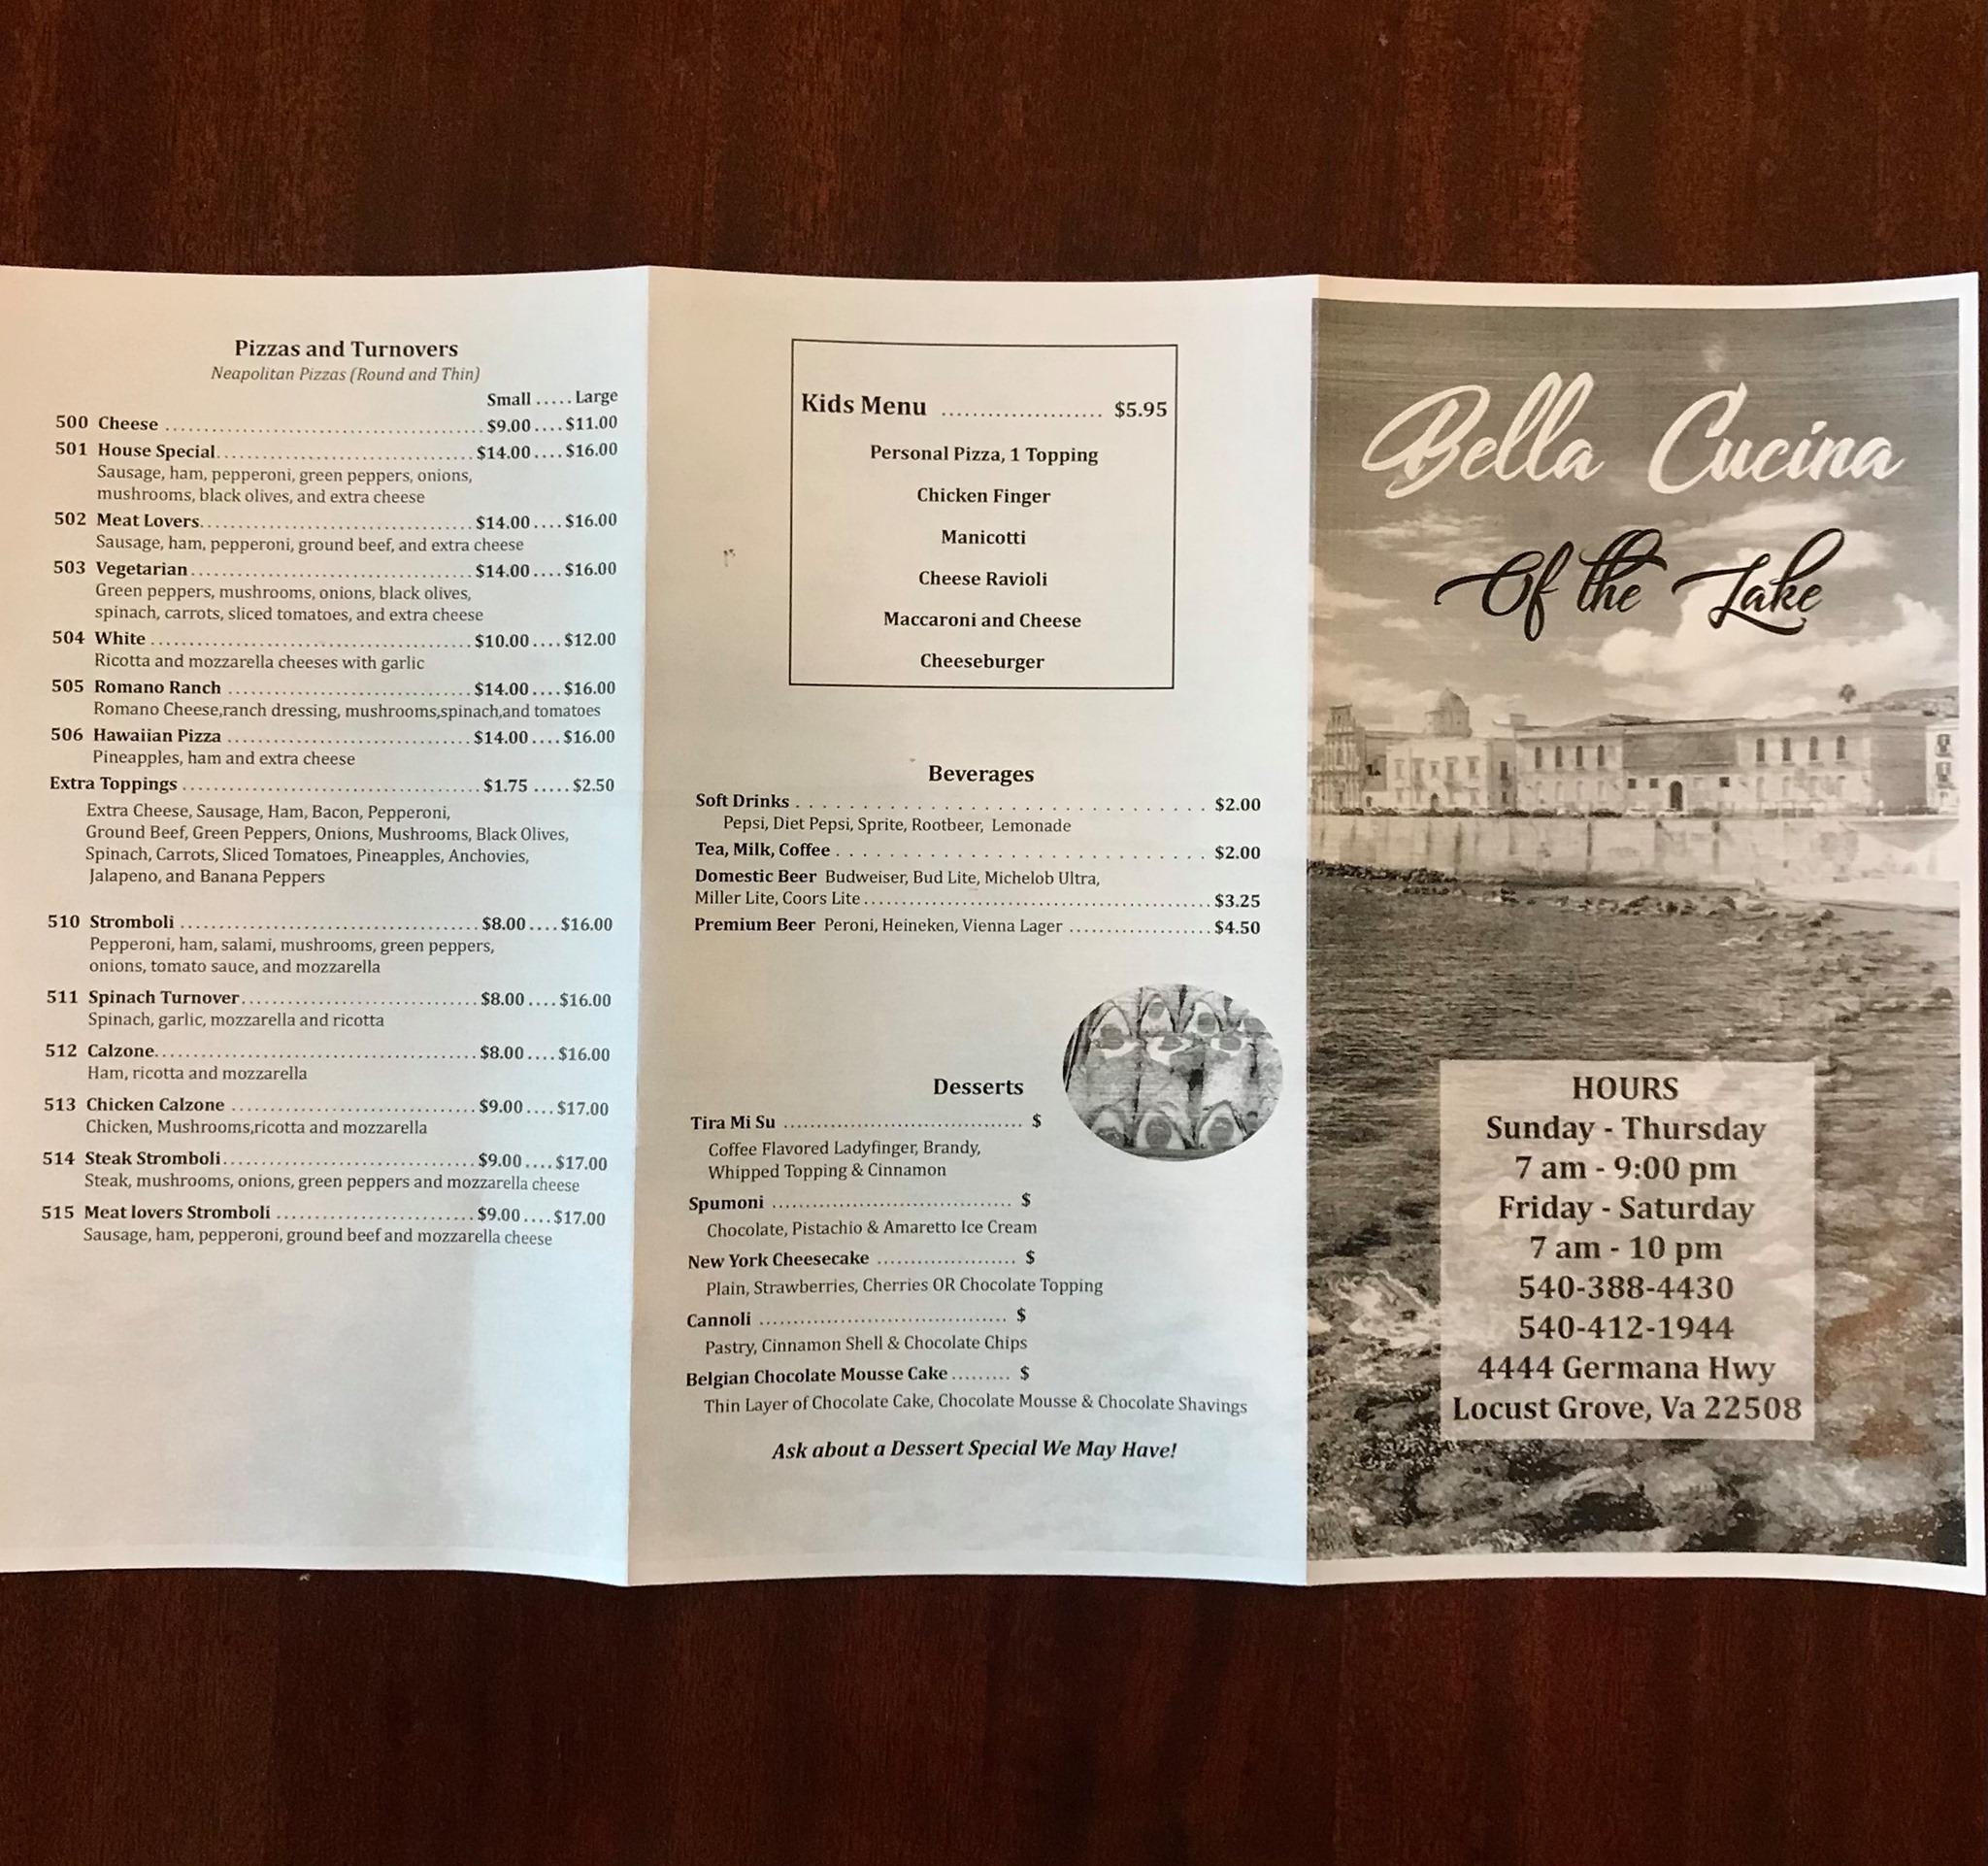 Pizzas and Turnovers
Neapolitan Pizzas (Round and Thin)
Small ..... Large
500 Cheese ........ $9.00 .... $11.00
501 House Special ........ $14.00 .... $16.00
Sausage, ham, pepperoni, green peppers, onions,
mushrooms, black olives, and extra cheese
502 Meat Lovers ........ $14.00 .... $16.00
Sausage, ham, pepperoni, ground beef, and extra cheese
503 Vegetarian ........ $14.00 .... $16.00
Green peppers, mushrooms, onions, black olives,
spinach, carrots, sliced tomatoes, and extra cheese
504 White ........ $10.00 .... $12.00
Ricotta and mozzarella cheeses with garlic
505 Romano Ranch ........ $14.00 .... $16.00
Romano Cheese,ranch dressing, mushrooms,spinach,and tomatoes
506 Hawaiian Pizza ........ $14.00 .... $16.00
Pineapples, ham and extra cheese
Extra Toppings ........ $1.75 ..... $2.50
Extra Cheese, Sausage, Ham, Bacon, Pepperoni,
Ground Beef, Green Peppers, Onions, Mushrooms, Black Olives,
Spinach, Carrots, Sliced Tomatoes, Pineapples, Anchovies,
Jalapeno, and Banana Peppers
510 Stromboli ........ $8.00 .... $16.00
Pepperoni, ham, salami, mushrooms, green peppers,
onions, tomato sauce, and mozzarella
511 Spinach Turnover ........ $8.00 .... $16.00
Spinach, garlic, mozzarella and ricotta
512 Calzone ........ $8.00 .... $16.00
Ham, ricotta and mozzarella
513 Chicken Calzone ........ $9.00 .... $17.00
Chicken, Mushrooms,ricotta and mozzarella
514 Steak Stromboli ........ $9.00 .... $17.00
Steak, mushrooms, onions, green peppers and mozzarella cheese
515 Meat lovers Stromboli ........ $9.00 .... $17.00
Sausage, ham, pepperoni, ground beef and mozzarella cheese
Kids Menu ........ $5.95
Personal Pizza, 1 Topping
Chicken Finger
Manicotti
Cheese Ravioli
Maccaroni and Cheese
Cheeseburger
Beverages
Soft Drinks ........ $2.00
Pepsi, Diet Pepsi, Sprite, Rootbeer, Lemonade
Tea, Milk, Coffee ........ $2.00
Domestic Beer Budweiser, Bud Lite, Michelob Ultra,
Miller Lite, Coors Lite ........ $3.25
Premium Beer Peroni, Heineken, Vienna Lager ........ $4.50
Desserts
Tira Mi Su ........ $
Coffee Flavored Ladyfinger, Brandy,
Whipped Topping & Cinnamon
Spumoni ........ $
Chocolate, Pistachio & Amaretto Ice Cream
New York Cheesecake ........ $
Plain, Strawberries, Cherries OR Chocolate Topping
Cannoli ........ $
Pastry, Cinnamon Shell & Chocolate Chips
Belgian Chocolate Mousse Cake ........ $
Thin Layer of Chocolate Cake, Chocolate Mousse & Chocolate Shavings
Ask about a Dessert Special We May Have!
Bella Cucina
Of the Lake
HOURS
Sunday - Thursday
7 am - 9:00 pm
Friday - Saturday
7 am - 10 pm
540-388-4430
540-412-1944
4444 Germana Hwy
Locust Grove, Va 22508